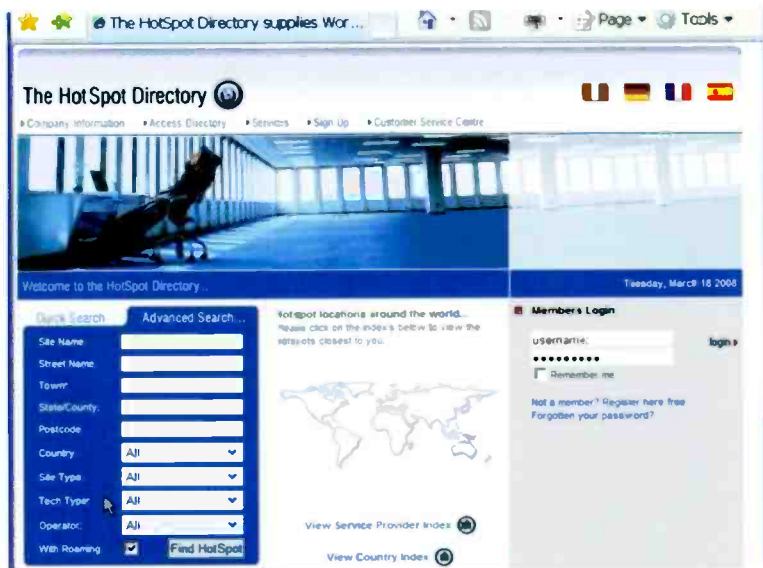 The HotSpot Directory supplies Wor...
Page
Tools
The HotSpot Directory
Company Information
Access Directory
Services
Sign Up
Customer Service Centre
Welcome to the HotSpot Directory...
Tuesday, March 18 2008
Quick Search
Advanced Search...
Site Name
Street Name
Town:
State/County:
Postcode
Country
All
Site Type
All
Tech Type:
All
Operator:
All
With Roaming
Find HotSpot
Hotspot locations around the world...
Please click on the index's below to view the
hotspots closest to you.
View Service Provider Index
View Country Index
Members Login
username:
•••••••••
login
Remember me
Not a member? Register here free
Forgotten your password?